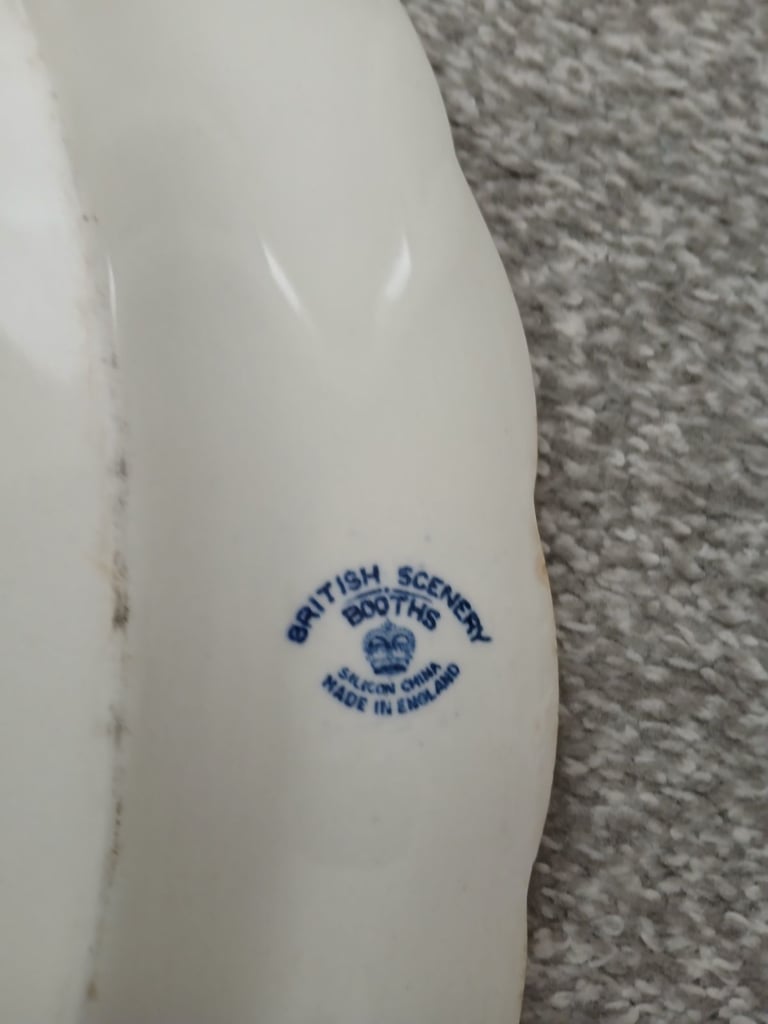 BRITISH SCENERY
BOOTHS
SILICON CHINA
MADE IN ENGLAND